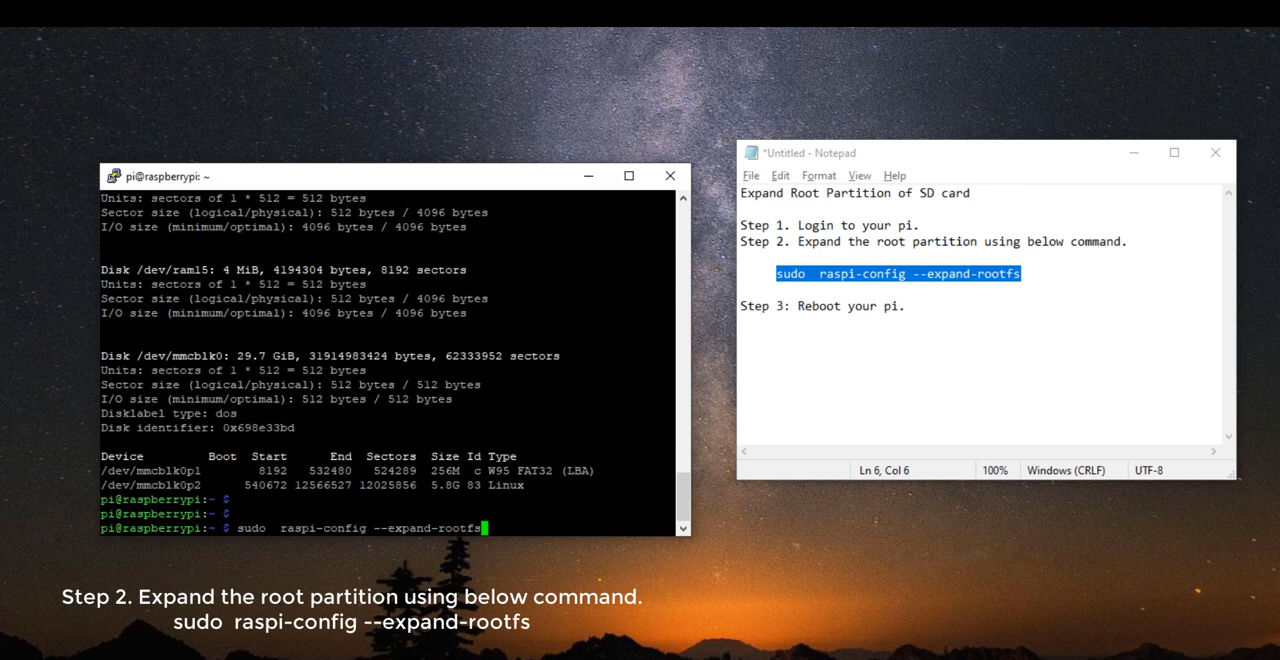 pi@raspberrypi: ~
Units: sectors of 1 * 512 = 512 bytes
Sector size (logical/physical): 512 bytes / 4096 bytes
I/O size (minimum/optimal): 4096 bytes / 4096 bytes
Disk /dev/ram15: 4 MiB, 4194304 bytes, 8192 sectors
Units: sectors of 1 * 512 = 512 bytes
Sector size (logical/physical): 512 bytes / 4096 bytes
I/O size (minimum/optimal): 4096 bytes / 4096 bytes
Disk /dev/mmcblk0: 29.7 GiB, 31914983424 bytes, 62333952 sectors
Units: sectors of 1 * 512 = 512 bytes
Sector size (logical/physical): 512 bytes / 512 bytes
I/O size (minimum/optimal): 512 bytes / 512 bytes
Disklabel type: dos
Disk identifier: 0x698e33bd
Device Boot Start End Sectors Size Id Type
/dev/mmcblk0p1 8192 532480 524289 256M c W95 FAT32 (LBA)
/dev/mmcblk0p2 540672 12566527 12025856 5.8G 83 Linux
pi@raspberrypi:~ $
pi@raspberrypi:~ $
pi@raspberrypi:~ $ sudo  raspi-config --expand-rootfs
*Untitled - Notepad
File Edit Format View Help
Expand Root Partition of SD card
Step 1. Login to your pi.
Step 2. Expand the root partition using below command.
sudo  raspi-config --expand-rootfs
Step 3: Reboot your pi.
Ln 6, Col 6 100% Windows (CRLF) UTF-8
Step 2. Expand the root partition using below command.
sudo  raspi-config --expand-rootfs